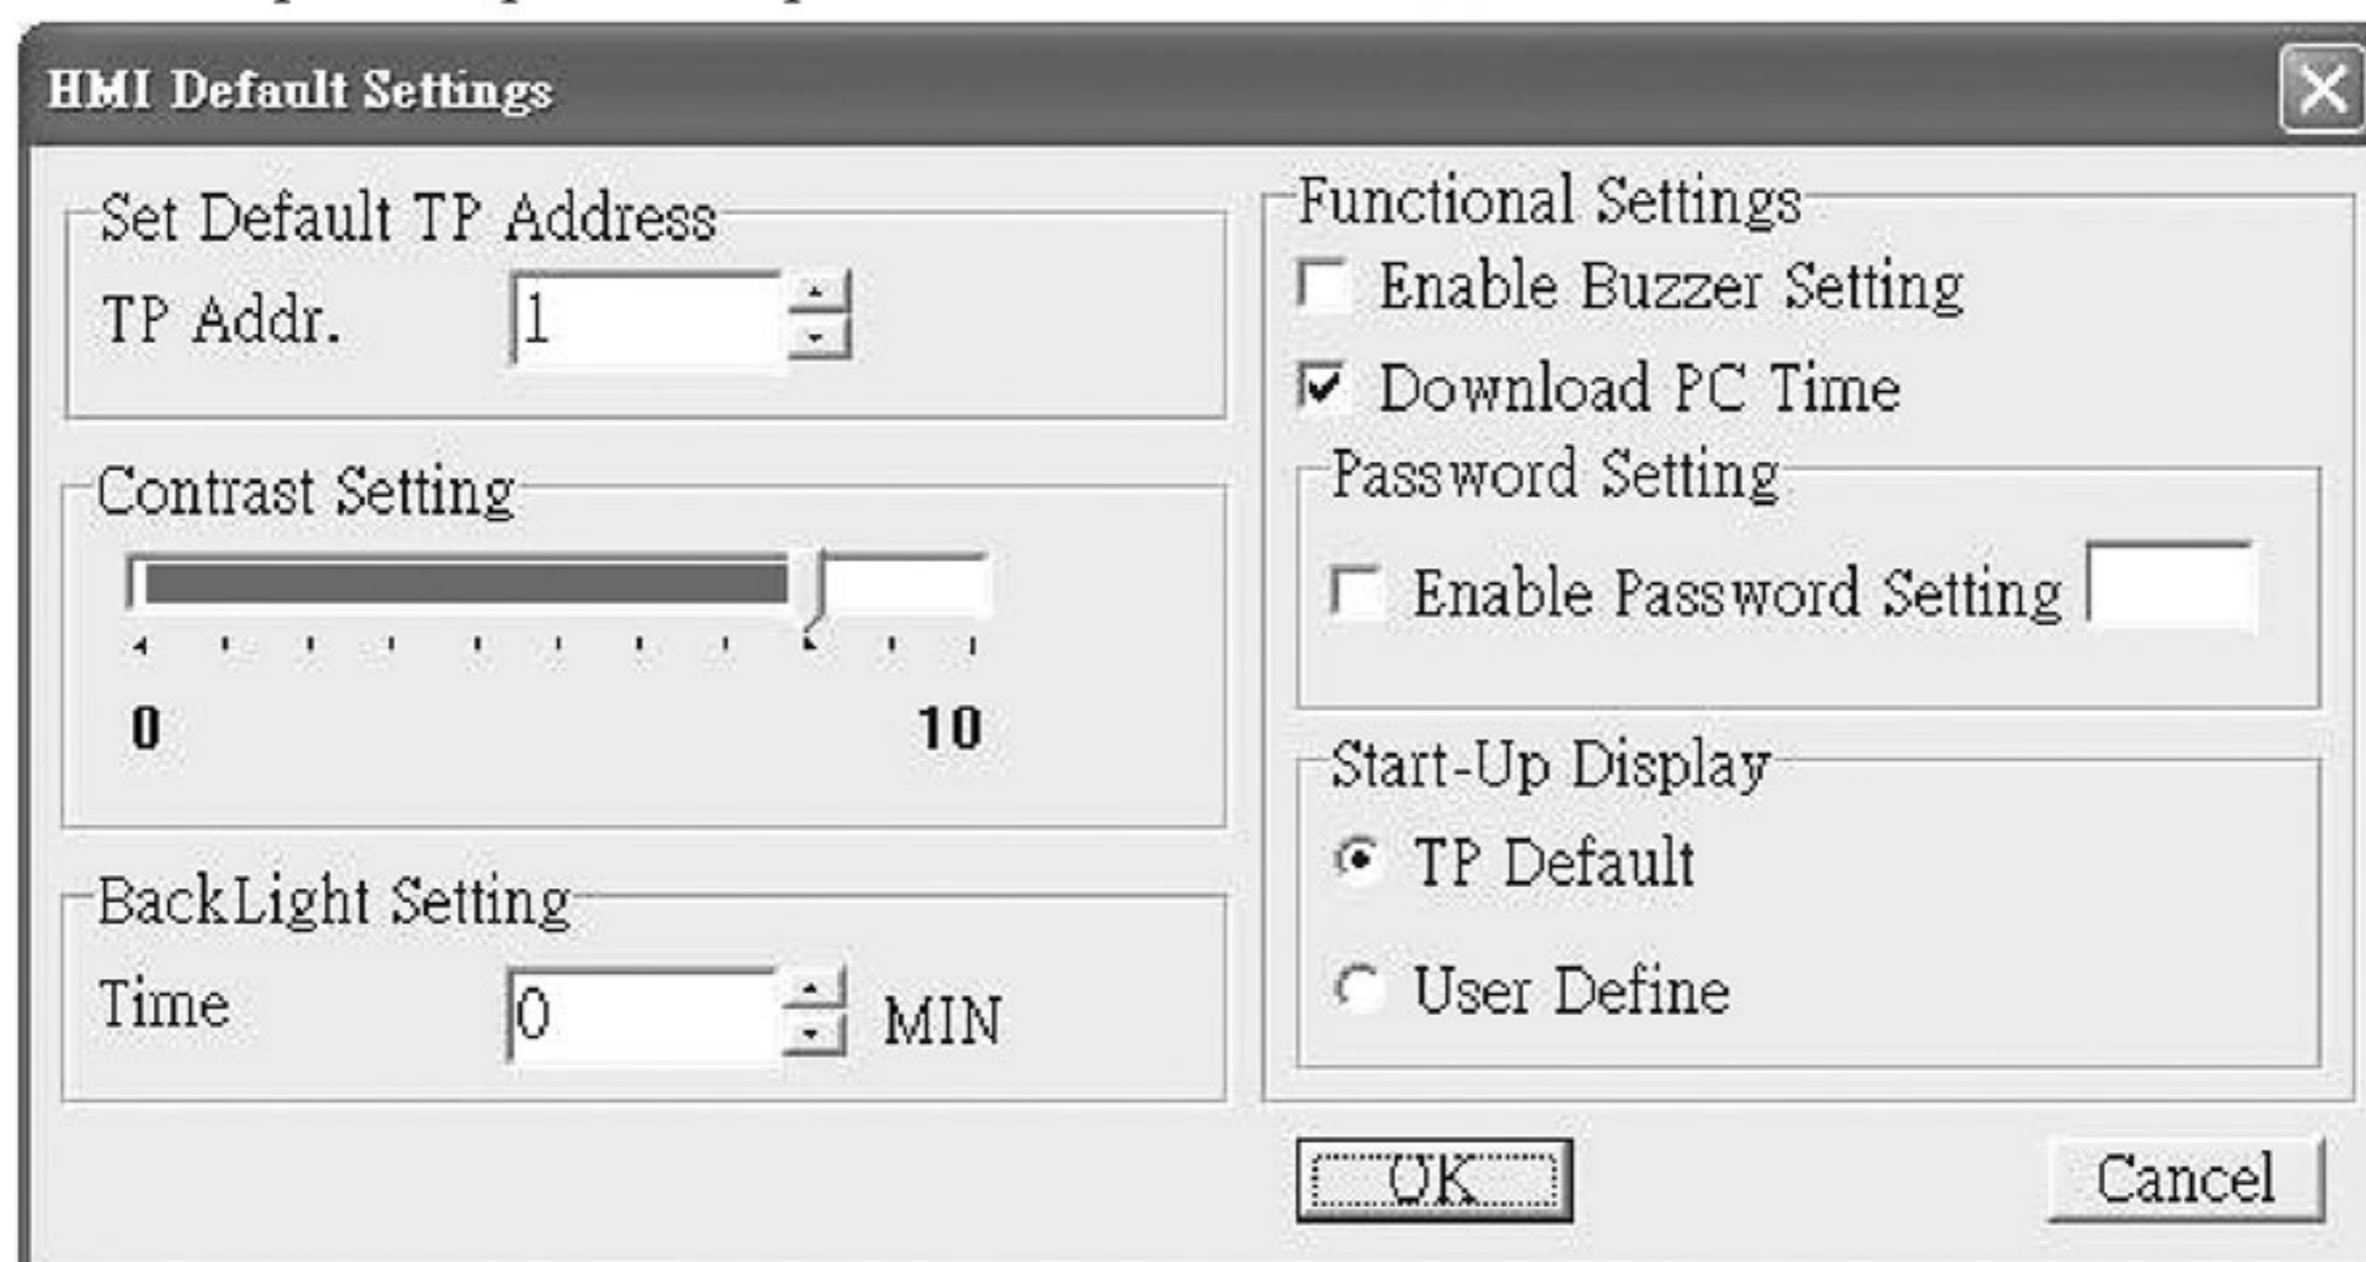 HMI Default Settings
Set Default TP Address
TP Addr.
1
Contrast Setting
0
10
BackLight Setting
Time
0
MIN
Functional Settings
Enable Buzzer Setting
Download PC Time
Password Setting
Enable Password Setting
Start-Up Display
TP Default
User Define
OK
Cancel